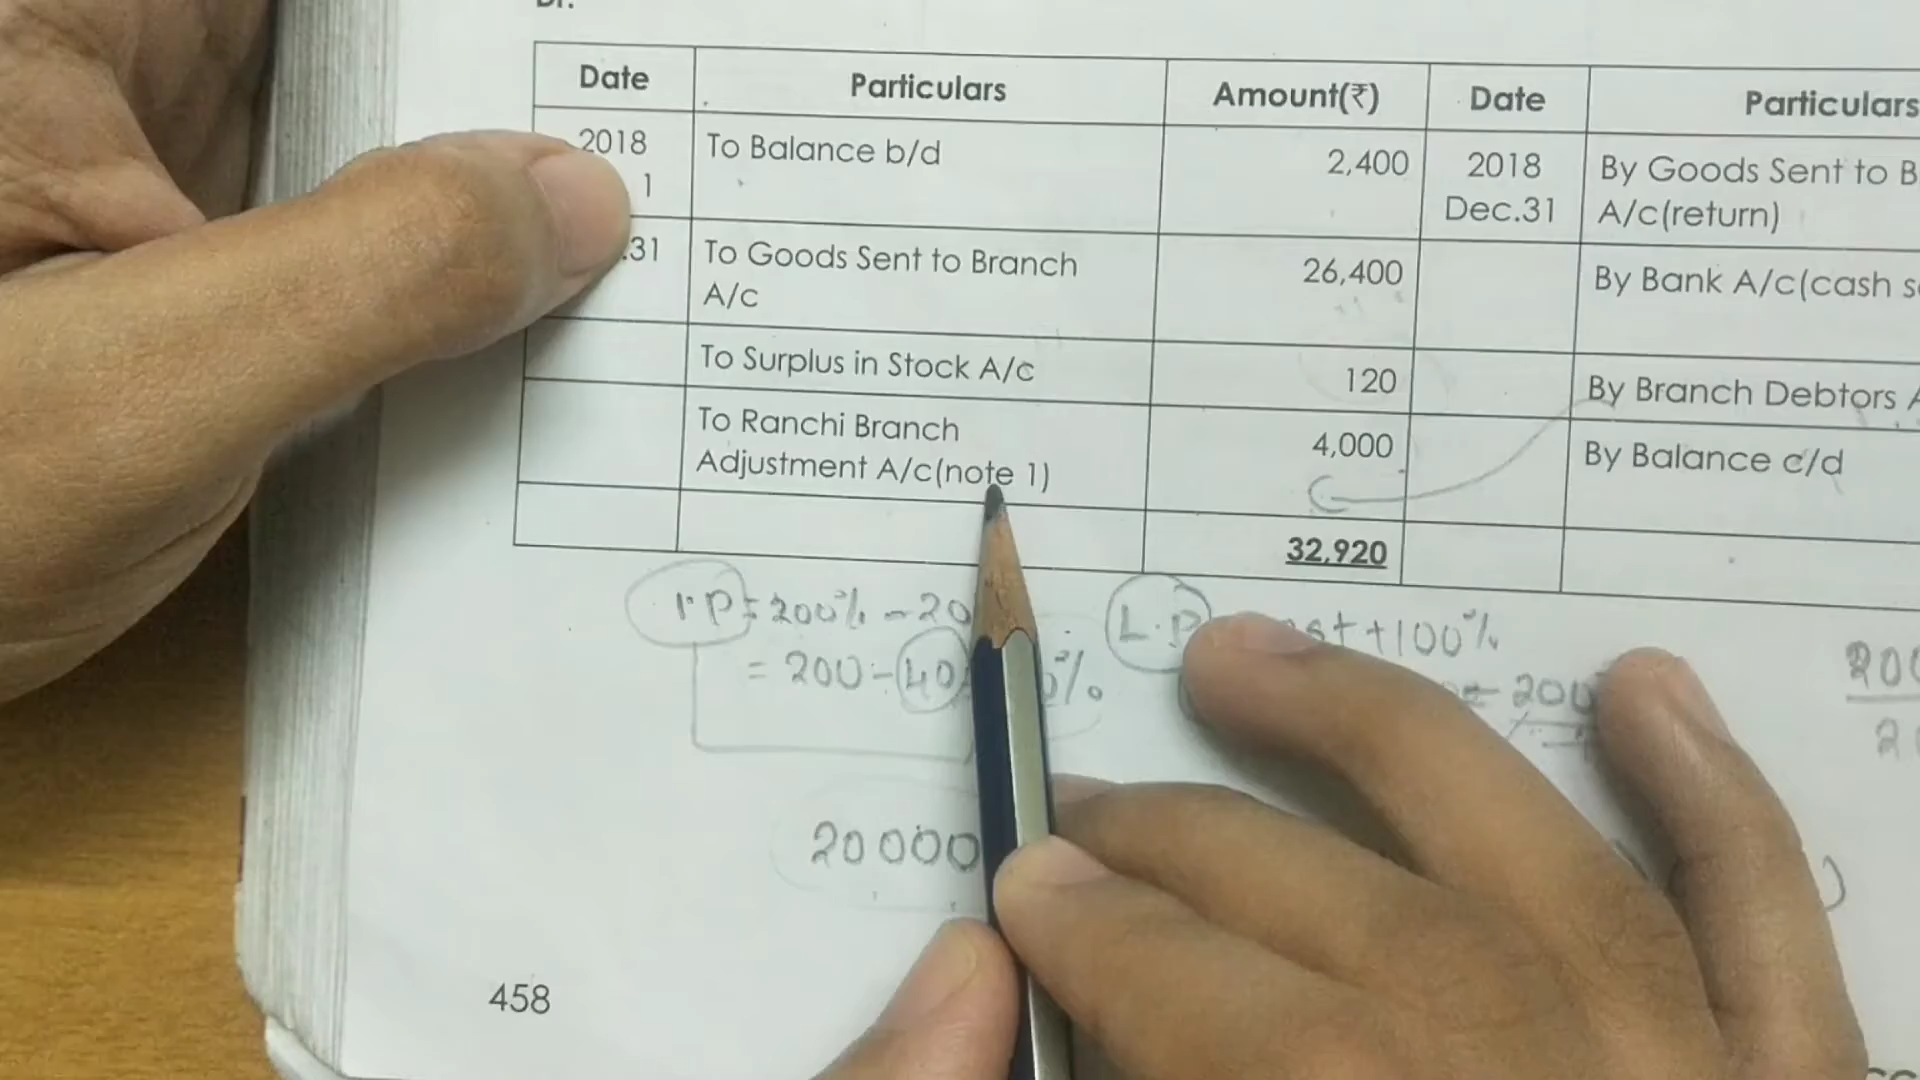 Dr.
Date Particulars Amount(₹) Date Particulars
2018 To Balance b/d 2,400 2018 By Goods Sent to B
1 Dec.31 A/c(return)
.31 To Goods Sent to Branch 26,400 By Bank A/c(cash s
A/c
To Surplus in Stock A/c 120 By Branch Debtors A
To Ranchi Branch 4,000 By Balance c/d
Adjustment A/c(note 1)
32,920
I.P = 200% - 20 L.P + 100%
= 200 - 40 % = 200
20000
458